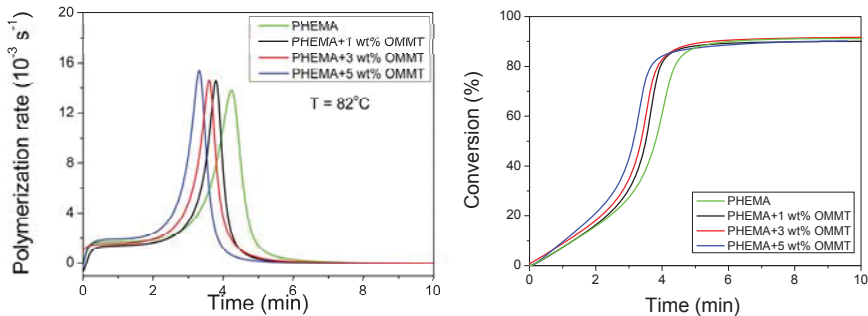 20
16
12
8
4
0
Polymerization rate (10⁻³ s⁻¹)
PHEMA
PHEMA+1 wt% OMMT
PHEMA+3 wt% OMMT
PHEMA+5 wt% OMMT
T = 82°C
0 2 4 6 8 10
Time (min)
100
80
60
40
20
0
Conversion (%)
PHEMA
PHEMA+1 wt% OMMT
PHEMA+3 wt% OMMT
PHEMA+5 wt% OMMT
0 2 4 6 8 10
Time (min)